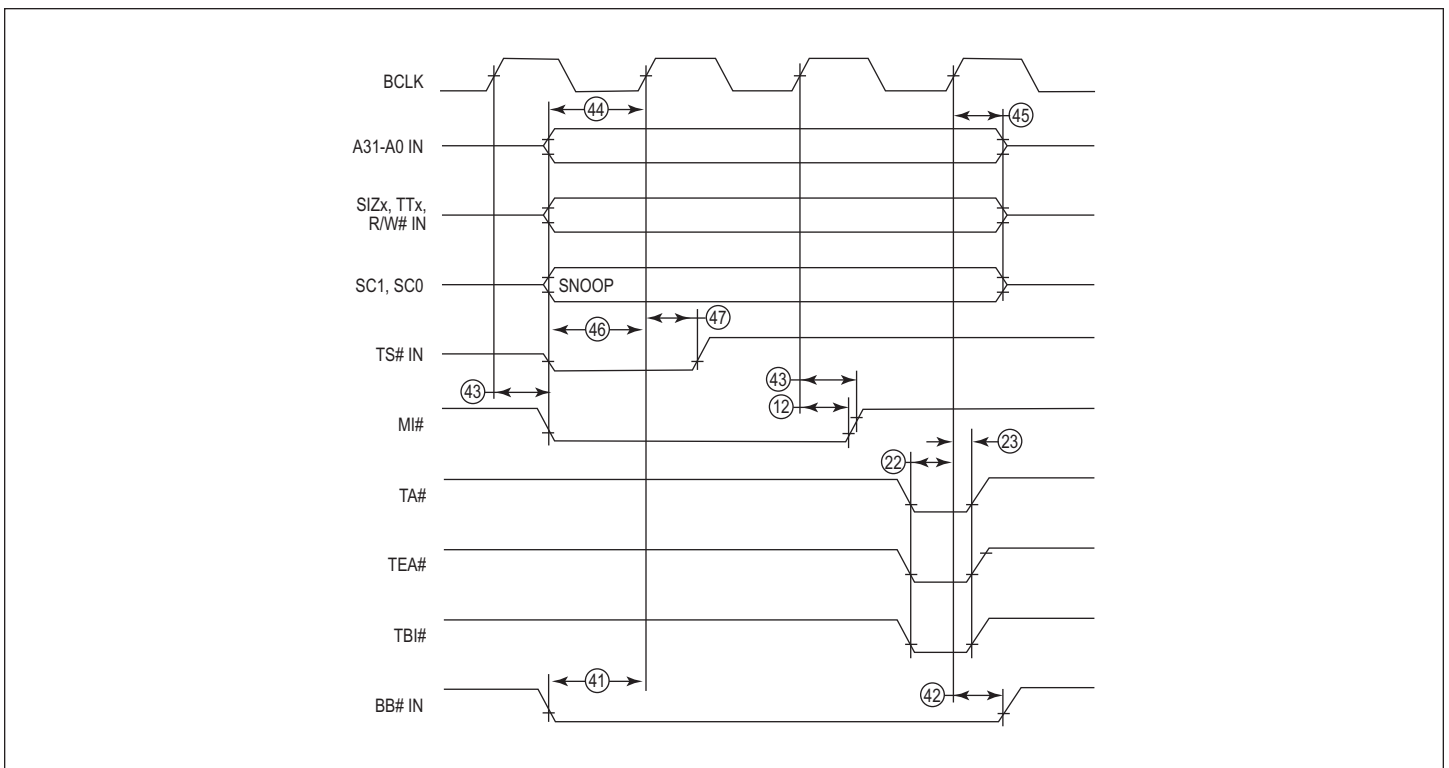 BCLK
44
45
A31-A0 IN
SIZx, TTx,
R/W# IN
SC1, SC0
SNOOP
46
47
TS# IN
43
43
12
MI#
23
22
TA#
TEA#
TBI#
41
42
BB# IN